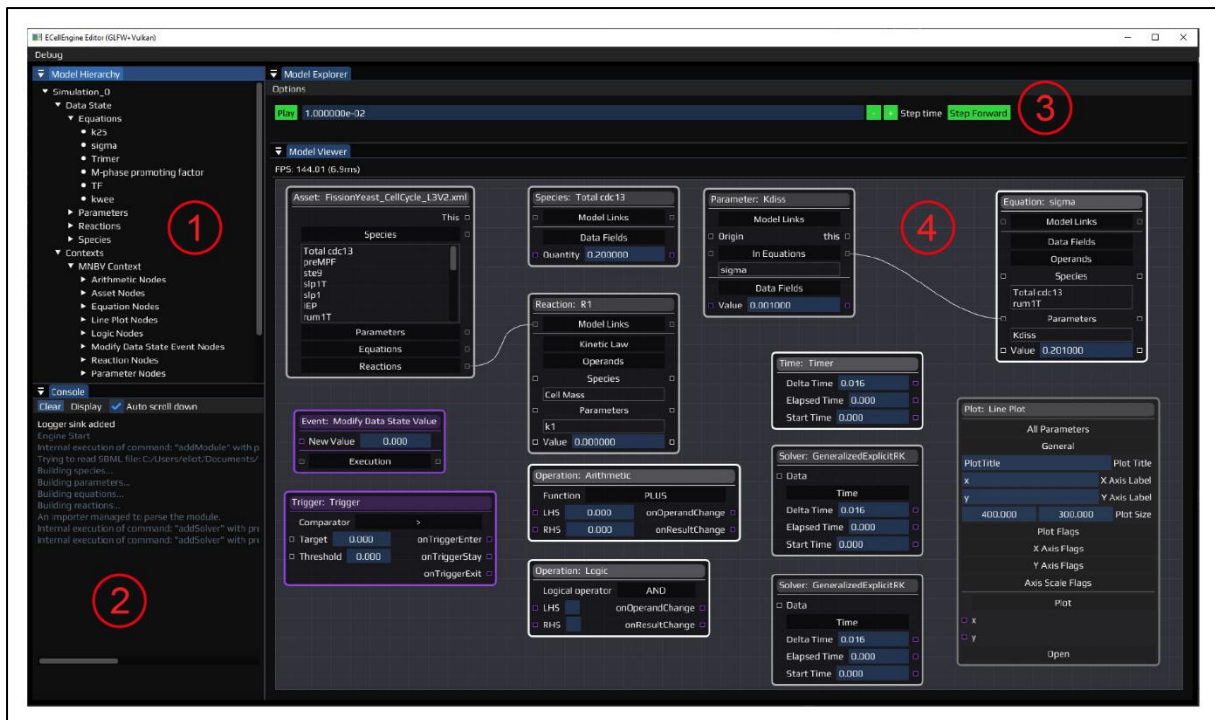 ECellEngine Editor (GLFW+Vulkan)
Debug
Model Hierarchy
Simulation_0
Data State
Equations
k25
sigma
Trimer
M-phase promoting factor
TF
kwee
Parameters
Reactions
Species
Contexts
MNBV Context
Arithmetic Nodes
Asset Nodes
Equation Nodes
Line Plot Nodes
Logic Nodes
Modify Data State Event Nodes
Reaction Nodes
Parameter Nodes
1
Console
Clear Display Auto scroll down
Logger sink added
Engine Start
Internal execution of command: "addModule" with p
Trying to read SBML file: C:/Users/eliot/Documents/
Building species...
Building parameters...
Building equations...
Building reactions...
An importer managed to parse the module.
Internal execution of command: "addSolver" with pre
Internal execution of command: "addSolver" with pre
2
Model Explorer
Options
Play 1.000000e-02 - + Step time Step Forward
3
Model Viewer
FPS: 144.01 (6.9ms)
Asset: FissionYeast_CellCycle_L3V2.xml
This
Species
Total cdc13
preMPF
ste9
slp1T
slp1
IEP
rum1T
Parameters
Equations
Reactions
Species: Total cdc13
Model Links
Data Fields
Quantity 0.200000
Parameter: Kdiss
Model Links
Origin this
In Equations
sigma
Data Fields
Value 0.001000
4
Equation: sigma
Model Links
Data Fields
Operands
Species
Total cdc13
rum1T
Parameters
Kdiss
Value 0.201000
Reaction: R1
Model Links
Kinetic Law
Operands
Species
Cell Mass
Parameters
k1
Value 0.000000
Time: Timer
Delta Time 0.016
Elapsed Time 0.000
Start Time 0.000
Event: Modify Data State Value
New Value 0.000
Execution
Trigger: Trigger
Comparator >
Target 0.000 onTriggerEnter
Threshold 0.000 onTriggerStay
onTriggerExit
Operation: Arithmetic
Function PLUS
LHS 0.000 onOperandChange
RHS 0.000 onResultChange
Operation: Logic
Logical operator AND
LHS onOperandChange
RHS onResultChange
Solver: GeneralizedExplicitRK
Data
Time
Delta Time 0.016
Elapsed Time 0.000
Start Time 0.000
Solver: GeneralizedExplicitRK
Data
Time
Delta Time 0.016
Elapsed Time 0.000
Start Time 0.000
Plot: Line Plot
All Parameters
General
PlotTitle Plot Title
x X Axis Label
y Y Axis Label
400.000 300.000 Plot Size
Plot Flags
X Axis Flags
Y Axis Flags
Axis Scale Flags
Plot
x
y
Open